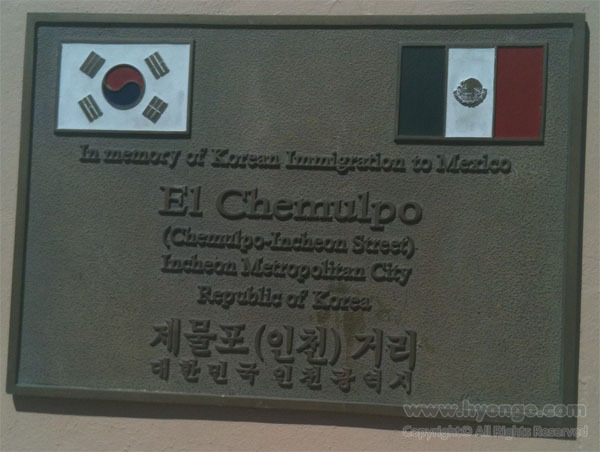 In memory of Korean Immigration to Mexico
El Chemulpo
(Chemulpo-Incheon Street)
Incheon Metropolitan City
Republic of Korea
제물포(인천) 거리
대한민국 인천광역시
www.hyongo.com
Copyright© All Rights Reserved